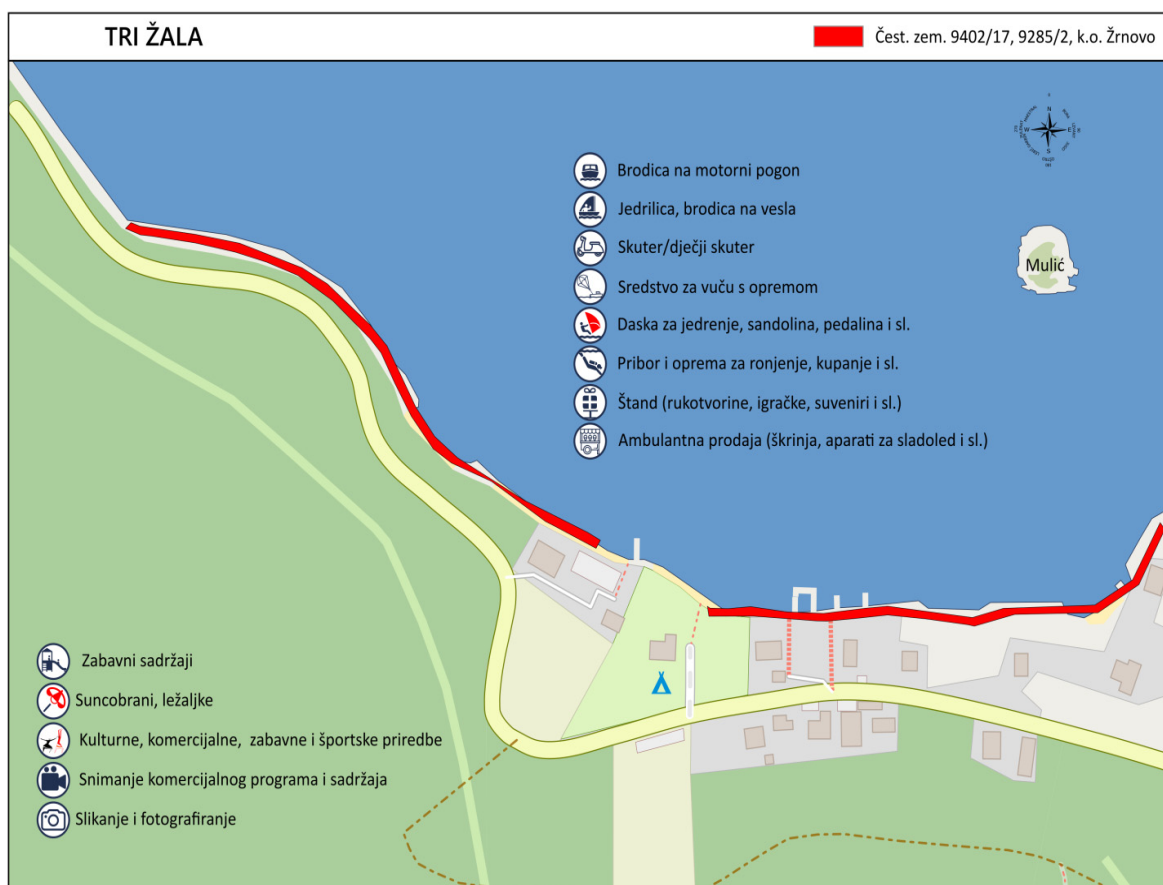 TRI ŽALA
Čest. zem. 9402/17, 9285/2, k.o. Žrnovo
N
W
E
S
Brodica na motorni pogon
Jedrilica, brodica na vesla
Skuter/dječji skuter
Mulić
Sredstvo za vuču s opremom
Daska za jedrenje, sandolina, pedalina i sl.
Pribor i oprema za ronjenje, kupanje i sl.
Štand (rukotvorine, igračke, suveniri i sl.)
Ambulantna prodaja (škrinja, aparati za sladoled i sl.)
Zabavni sadržaji
Suncobrani, ležaljke
Kulturne, komercijalne, zabavne i športske priredbe
Snimanje komercijalnog programa i sadržaja
Slikanje i fotografiranje